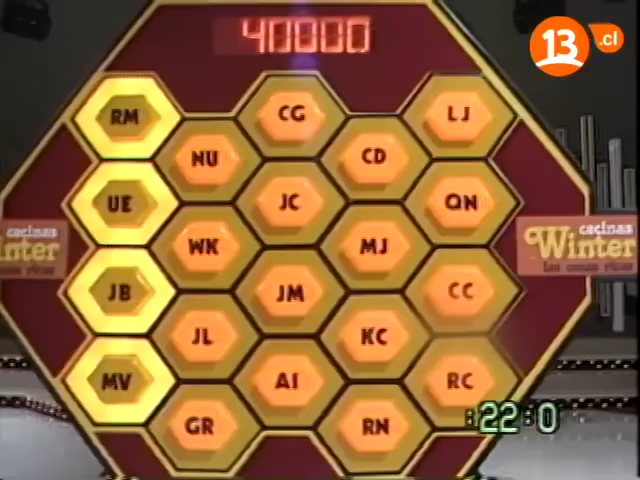 40000
13 .cl
RM
CG
LJ
NU
CD
UE
JC
QN
WK
MJ
JB
JM
CC
JL
KC
MV
AI
RC
GR
RN
cocinas
Winter
cocinas
Winter
las cosas ricas
:22:0